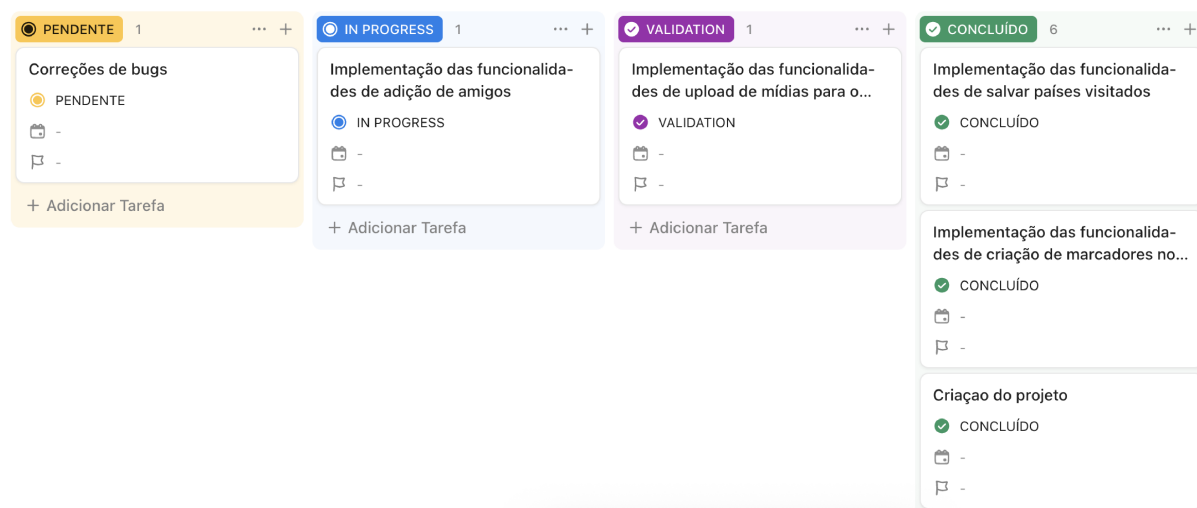 PENDENTE 1
Correções de bugs
PENDENTE
-
-
Adicionar Tarefa
IN PROGRESS 1
Implementação das funcionalida-
des de adição de amigos
IN PROGRESS
-
-
Adicionar Tarefa
VALIDATION 1
Implementação das funcionalida-
des de upload de mídias para o...
VALIDATION
-
-
Adicionar Tarefa
CONCLUÍDO 6
Implementação das funcionalida-
des de salvar países visitados
CONCLUÍDO
-
-
Implementação das funcionalida-
des de criação de marcadores no...
CONCLUÍDO
-
-
Criaçao do projeto
CONCLUÍDO
-
-